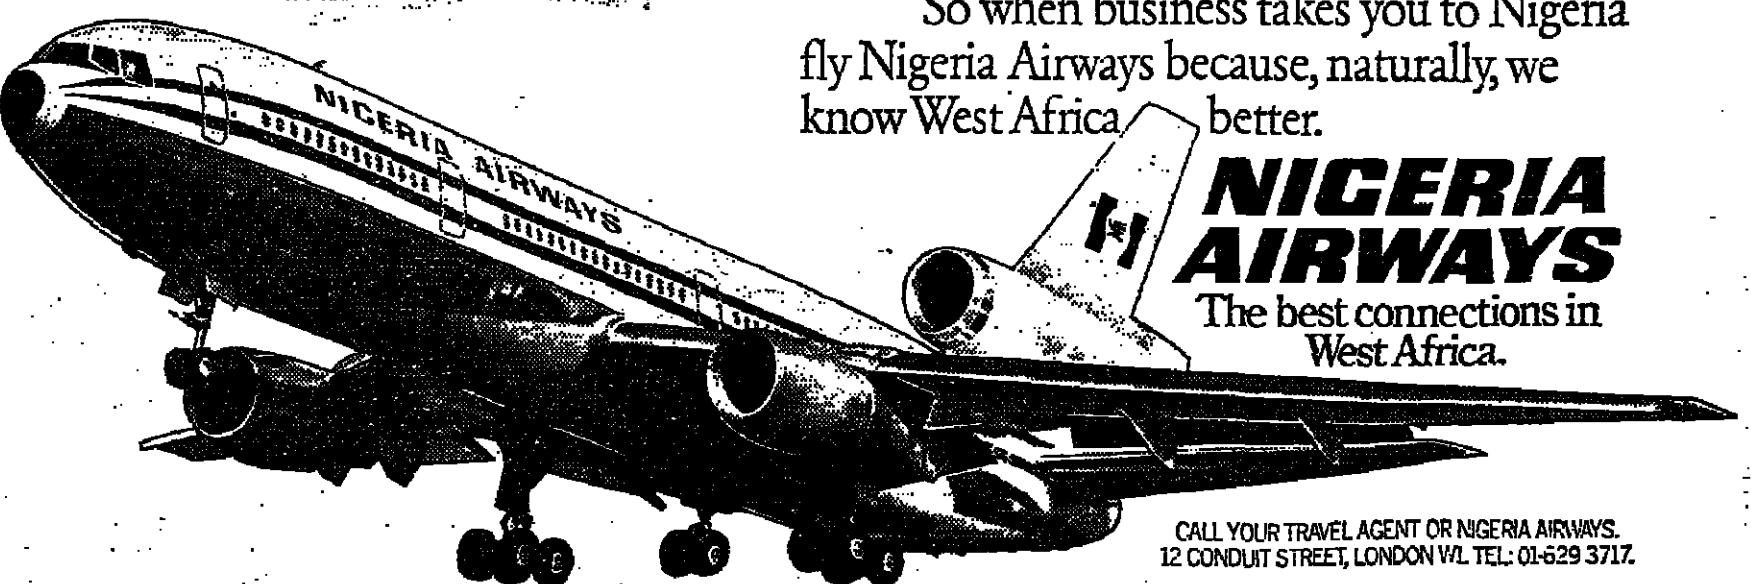 So when business takes you to Nigeria
fly Nigeria Airways because, naturally, we
know West Africa better.
NIGERIA AIRWAYS
NIGERIA
AIRWAYS
The best connections in
West Africa.
CALL YOUR TRAVEL AGENT OR NIGERIA AIRWAYS.
12 CONDUIT STREET, LONDON W1. TEL: 01-629 3717.